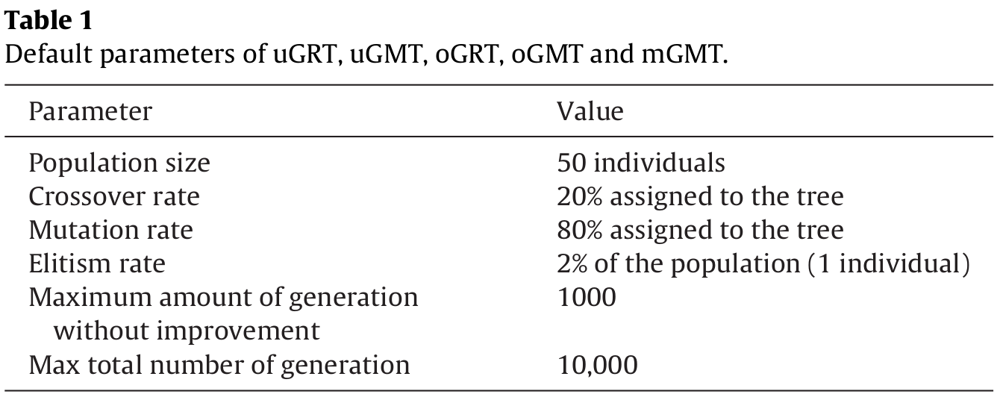 Table 1
Default parameters of uGRT, uGMT, oGRT, oGMT and mGMT.
Parameter Value
Population size 50 individuals
Crossover rate 20% assigned to the tree
Mutation rate 80% assigned to the tree
Elitism rate 2% of the population (1 individual)
Maximum amount of generation 1000
without improvement
Max total number of generation 10,000